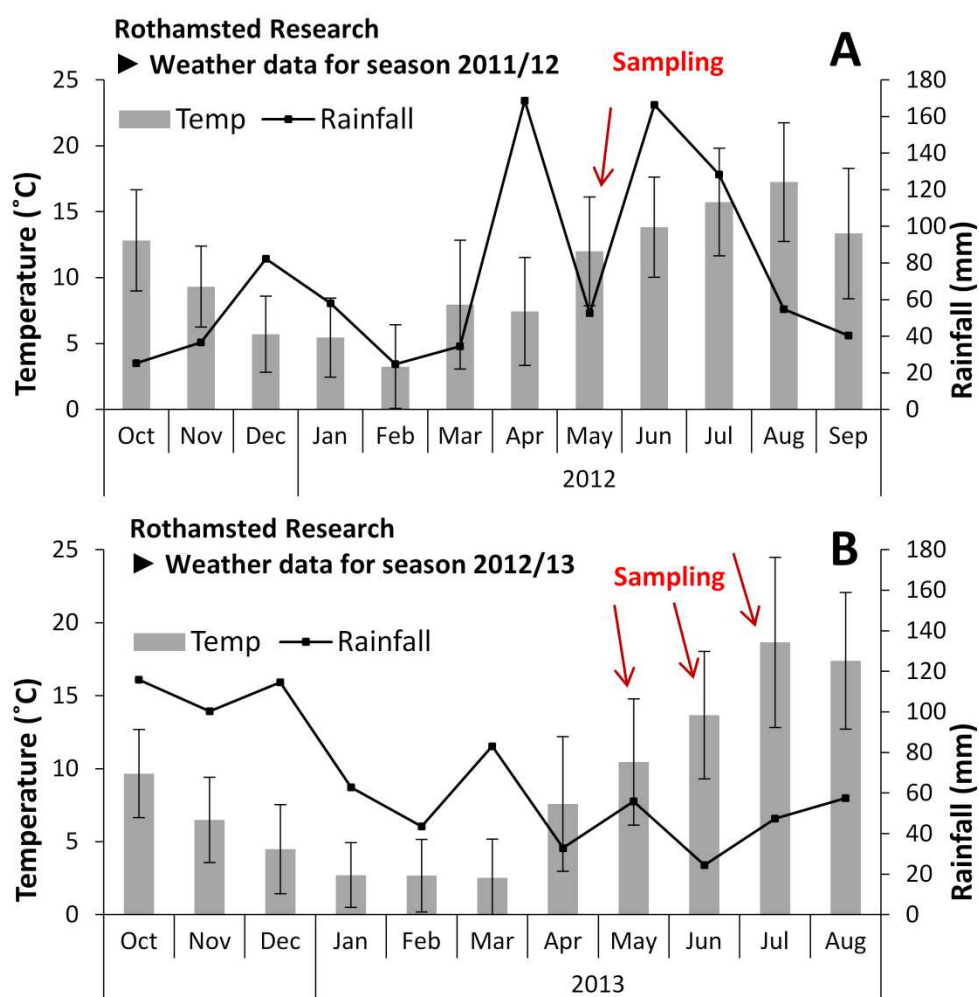 Rothamsted Research
► Weather data for season 2011/12
Sampling
A
Temp
Rainfall
Temperature (˚C)
25
20
15
10
5
0
Rainfall (mm)
180
160
140
120
100
80
60
40
20
0
Oct Nov Dec Jan Feb Mar Apr May Jun Jul Aug Sep
2012
Rothamsted Research
► Weather data for season 2012/13
Sampling
B
Temp
Rainfall
Temperature (˚C)
25
20
15
10
5
0
Rainfall (mm)
180
160
140
120
100
80
60
40
20
0
Oct Nov Dec Jan Feb Mar Apr May Jun Jul Aug
2013